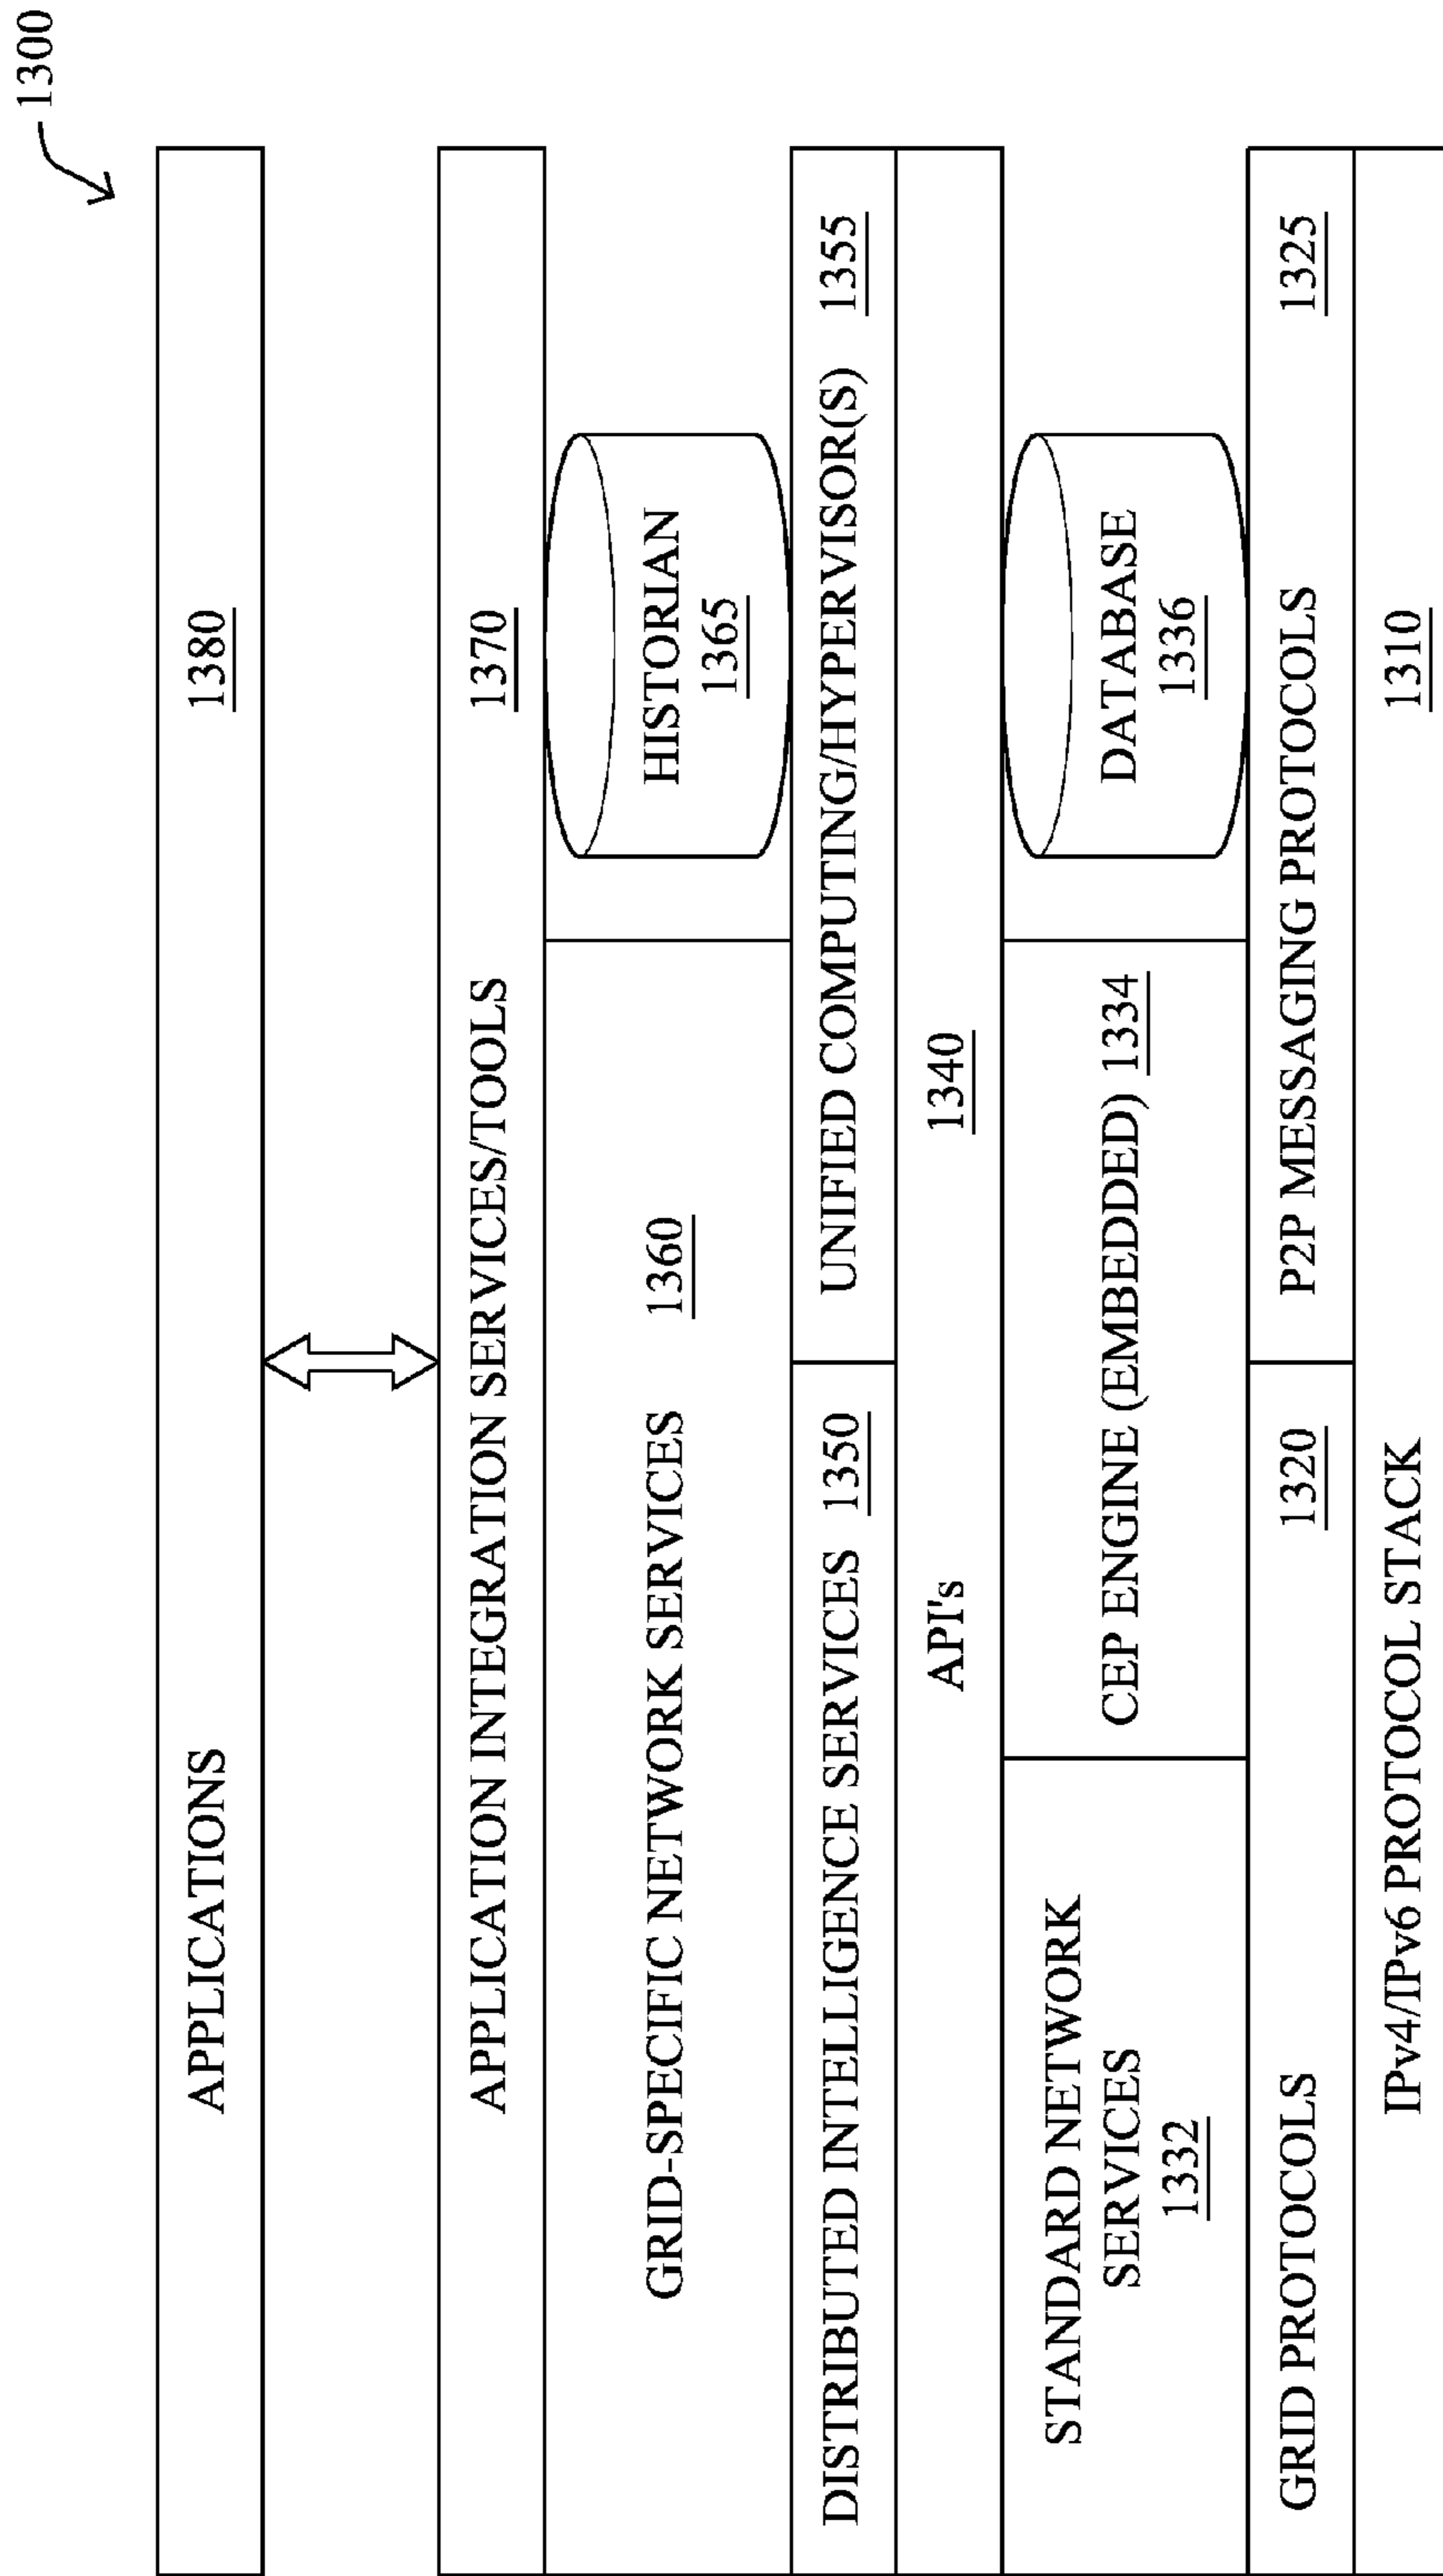 1300
APPLICATIONS 1380
APPLICATION INTEGRATION SERVICES/TOOLS 1370
GRID-SPECIFIC NETWORK SERVICES 1360
HISTORIAN
1365
DISTRIBUTED INTELLIGENCE SERVICES 1350
UNIFIED COMPUTING/HYPERVISOR(S) 1355
API's 1340
STANDARD NETWORK
SERVICES
1332
CEP ENGINE (EMBEDDED) 1334
DATABASE
1336
GRID PROTOCOLS 1320
P2P MESSAGING PROTOCOLS 1325
IPv4/IPv6 PROTOCOL STACK 1310